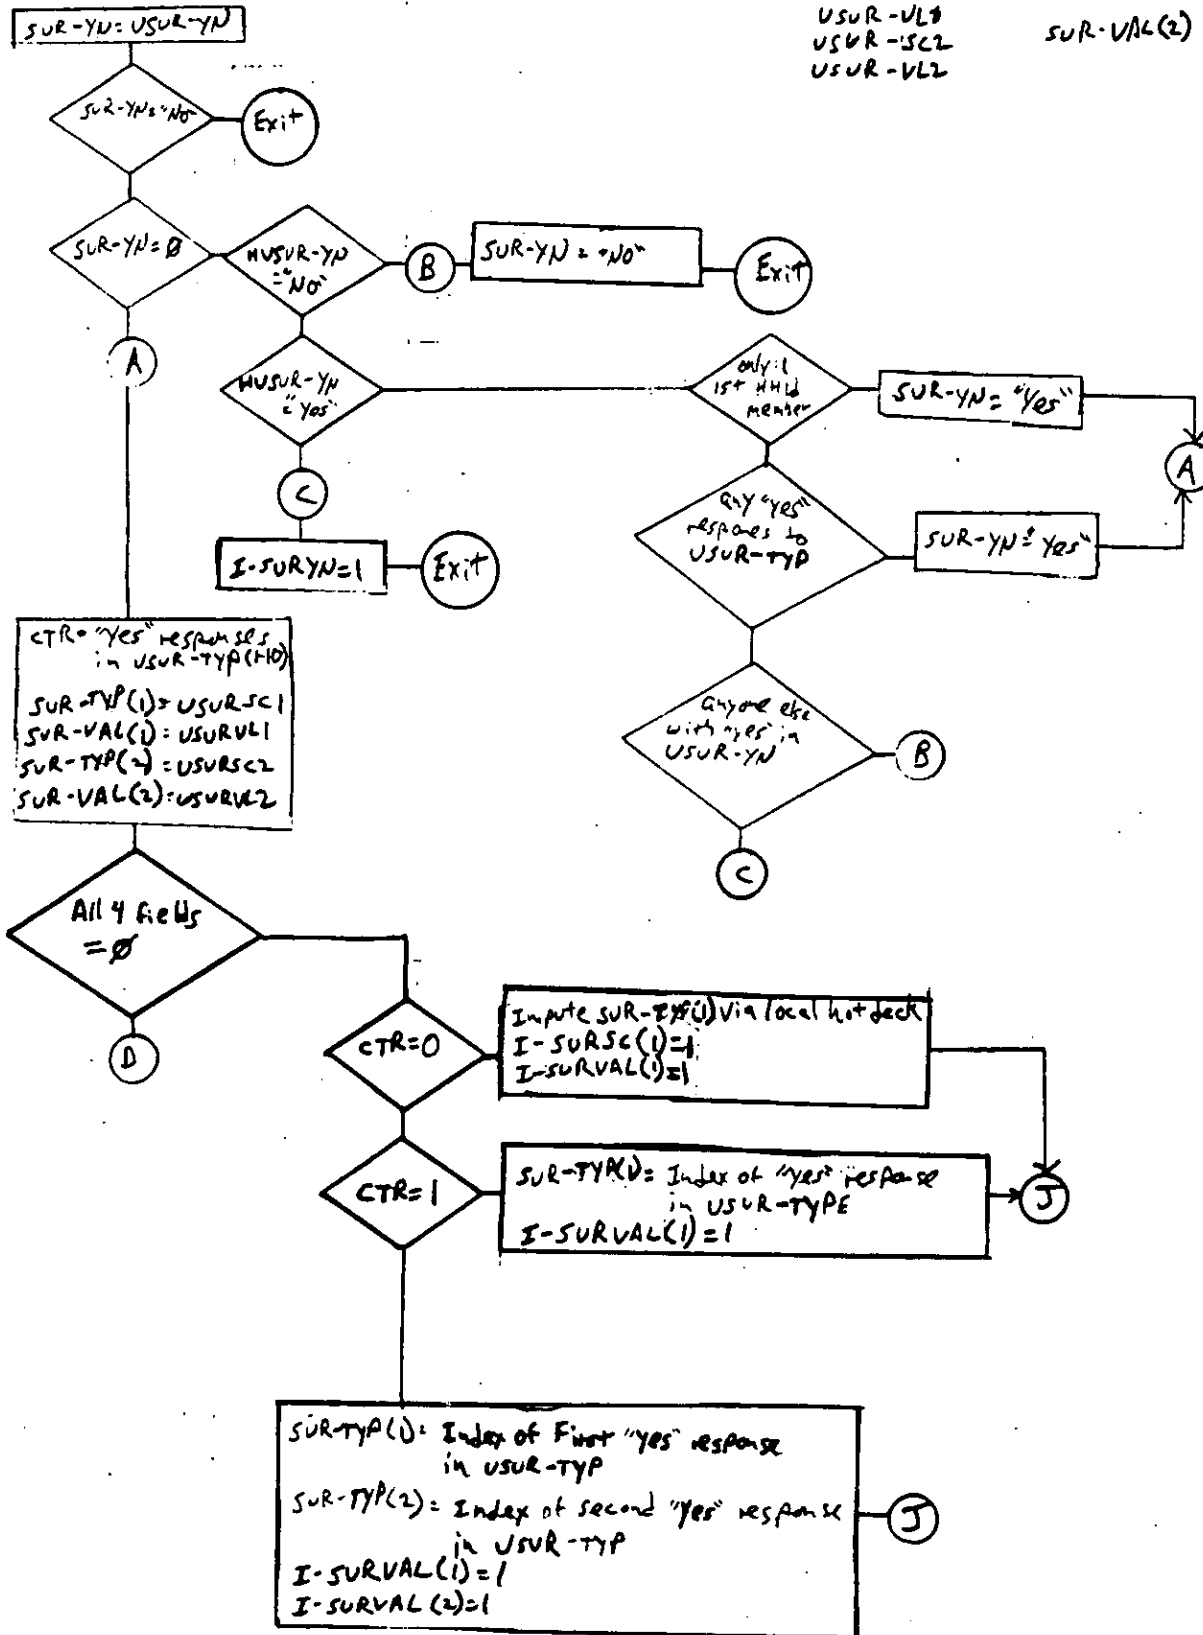 USUR-VL1
USUR-SC2
USUR-VL2
SUR-VAL(2)
SUR-YN=USUR-YN
SUR-YN="NO"
Exit
SUR-YN=Ø
HUSUR-YN
="NO"
B
SUR-YN="NO"
Exit
A
HUSUR-YN
="Yes"
only 1
1st HHld
member
SUR-YN="Yes"
A
C
any "yes"
respones to
USUR-TYP
SUR-YN="Yes"
I-SURYN=1
Exit
CTR="Yes" responses
in USUR-TYP(1-10)
SUR-TYP(1)=USURSC1
SUR-VAL(1)=USURVL1
SUR-TYP(2)=USURSC2
SUR-VAL(2)=USURVL2
anyone else
with "yes" in
USUR-YN
B
C
All 4 fields
=Ø
D
CTR=0
Impute SUR-TYP(1) Via local hot deck
I-SURSC(1)=1
I-SURVAL(1)=1
CTR=1
SUR-TYP(1)= Index of "yes" response
in USUR-TYPE
I-SURVAL(1)=1
J
SUR-TYP(1)= Index of First "yes" response
in USUR-TYP
SUR-TYP(2)= Index of second "yes" response
in USUR-TYP
I-SURVAL(1)=1
I-SURVAL(2)=1
J